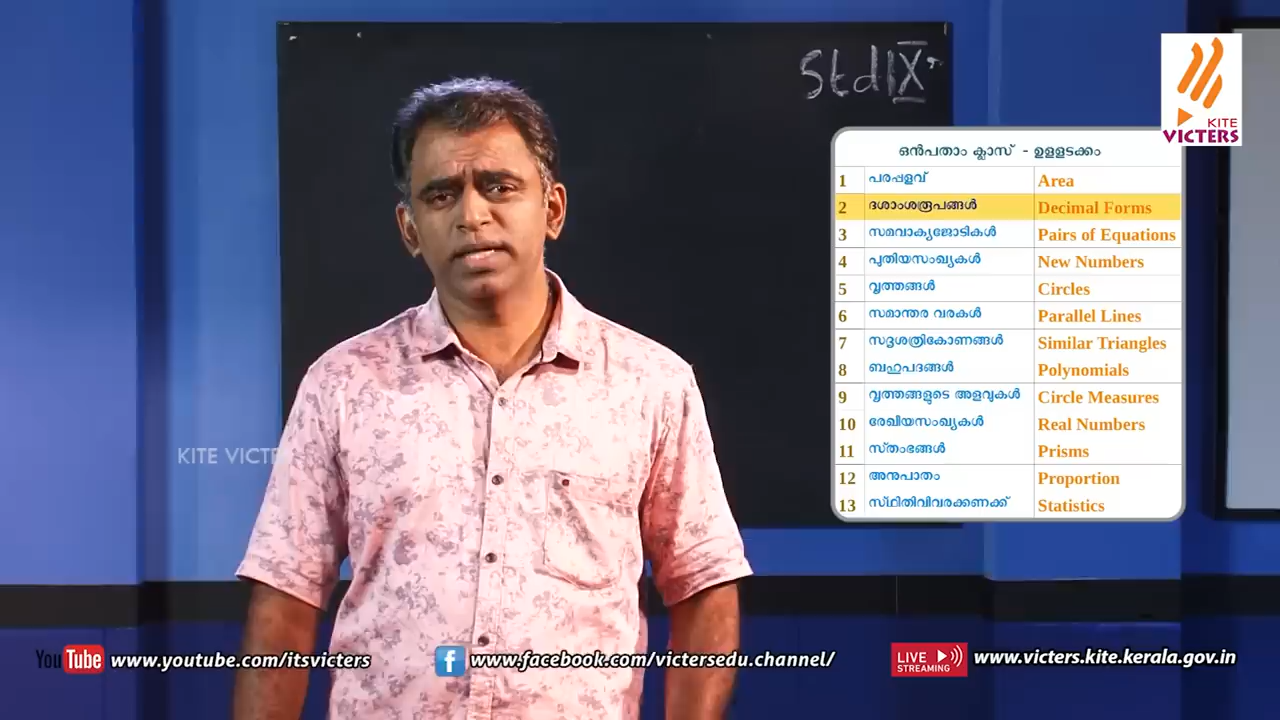 Std IX
KITE
VICTERS
ഒൻപതാം ക്ലാസ് - ഉള്ളടക്കം
1 പരപ്പളവ് Area
2 ദശാംശരൂപങ്ങൾ Decimal Forms
3 സമവാക്യജോടികൾ Pairs of Equations
4 പുതിയസംഖ്യകൾ New Numbers
5 വൃത്തങ്ങൾ Circles
6 സമാന്തര വരകൾ Parallel Lines
7 സദൃശത്രികോണങ്ങൾ Similar Triangles
8 ബഹുപദങ്ങൾ Polynomials
9 വൃത്തങ്ങളുടെ അളവുകൾ Circle Measures
10 രേഖീയസംഖ്യകൾ Real Numbers
11 സ്തംഭങ്ങൾ Prisms
12 അനുപാതം Proportion
13 സ്ഥിതിവിവരക്കണക്ക് Statistics
KITE VICTE
YouTube www.youtube.com/itsvicters
f www.facebook.com/victersedu.channel/
LIVE STREAMING www.victers.kite.kerala.gov.in